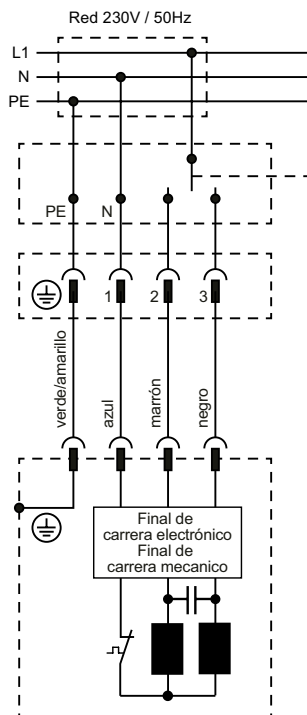 Red 230V / 50Hz
L1
N
PE
PE
N
1
2
3
verde/amarillo
azul
marrón
negro
Final de
carrera electrónico
Final de
carrera mecanico